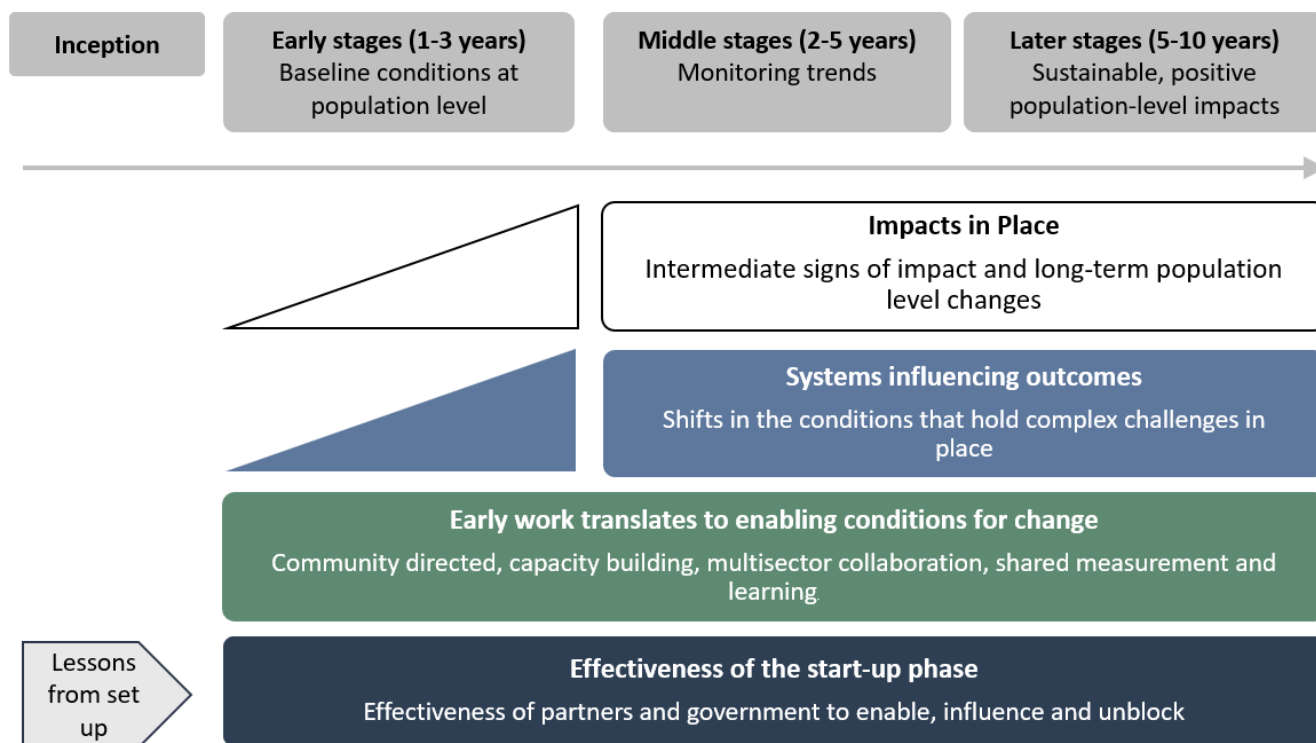 Inception
Early stages (1-3 years)
Baseline conditions at
population level
Middle stages (2-5 years)
Monitoring trends
Later stages (5-10 years)
Sustainable, positive
population-level impacts
Impacts in Place
Intermediate signs of impact and long-term population
level changes
Systems influencing outcomes
Shifts in the conditions that hold complex challenges in
place
Early work translates to enabling conditions for change
Community directed, capacity building, multisector collaboration, shared measurement and
learning.
Lessons
from set
up
Effectiveness of the start-up phase
Effectiveness of partners and government to enable, influence and unblock